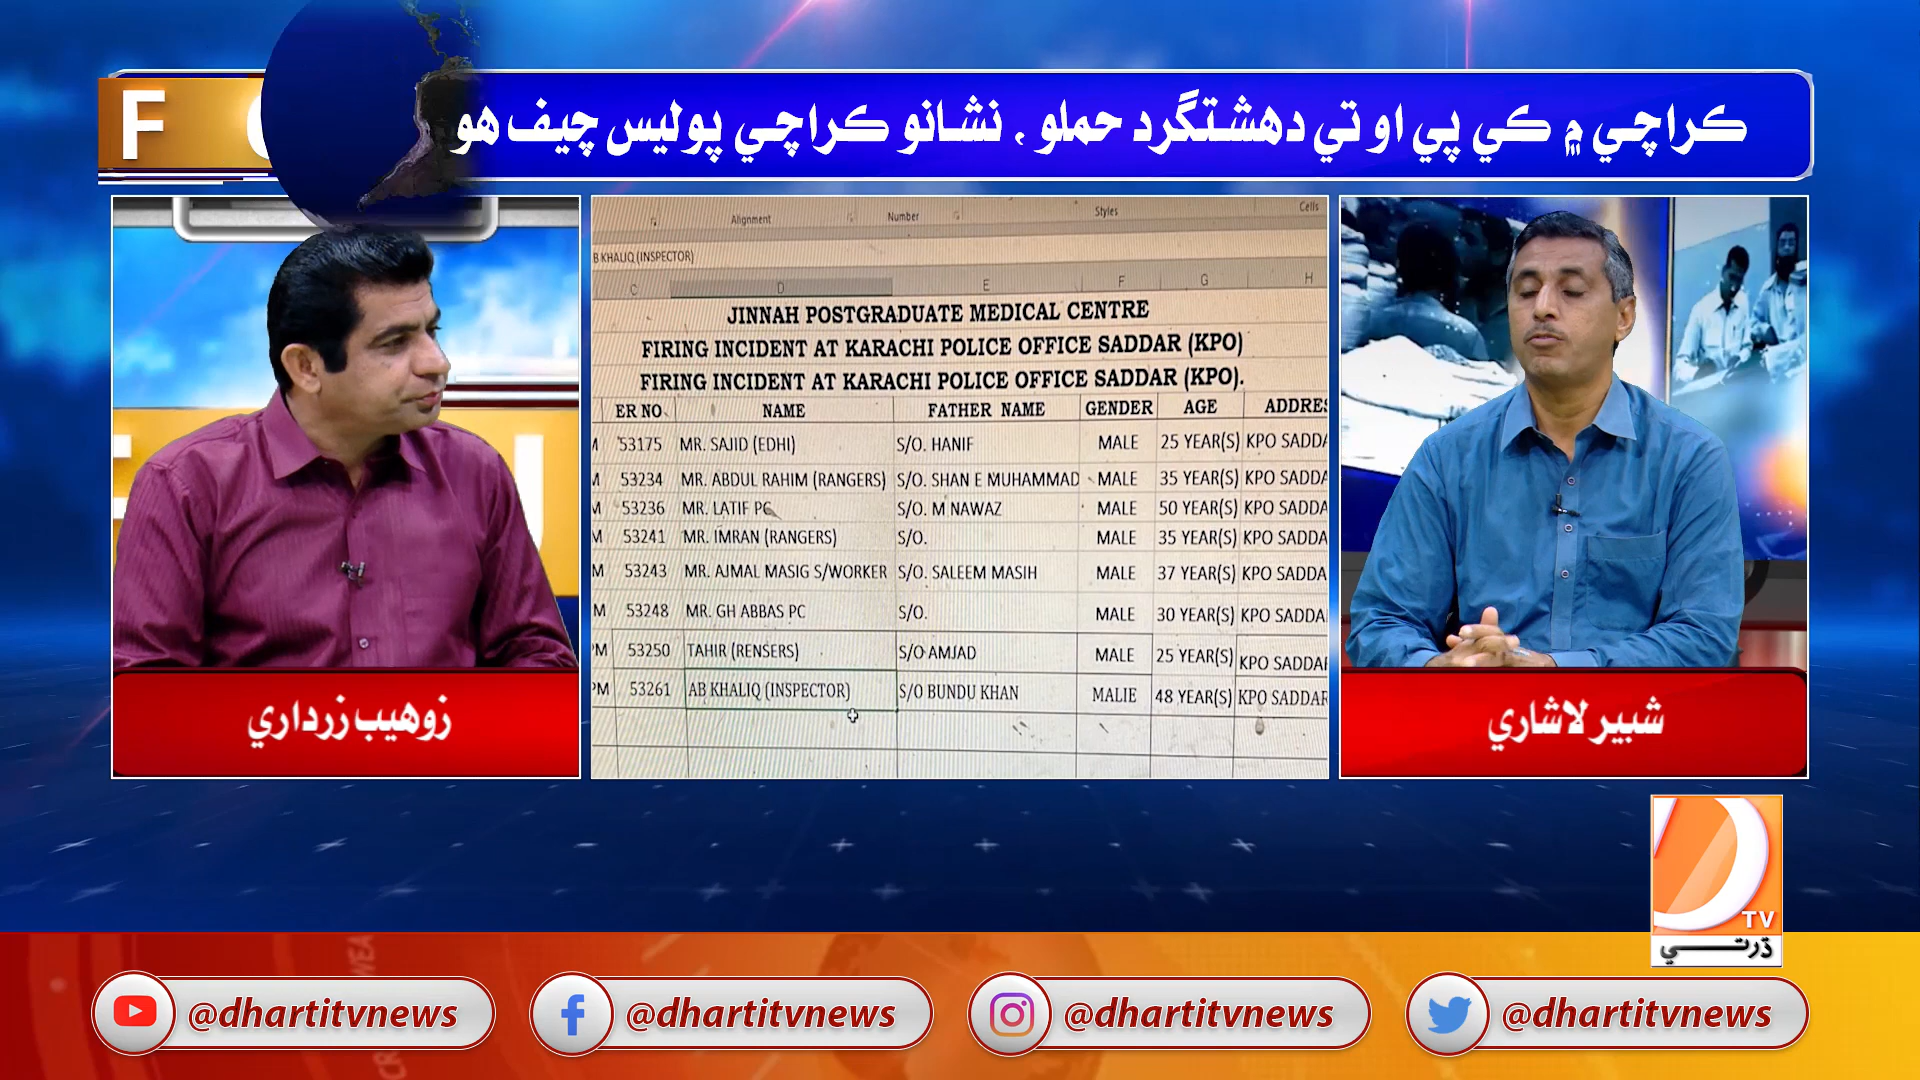 F
ڪراچي ۾ ڪي پي او تي دهشتگرد حملو ، نشانو ڪراچي پوليس چيف هو
Alignment Number Styles Cells
B KHALIQ (INSPECTOR)
C D E F G H
JINNAH POSTGRADUATE MEDICAL CENTRE
FIRING INCIDENT AT KARACHI POLICE OFFICE SADDAR (KPO)
FIRING INCIDENT AT KARACHI POLICE OFFICE SADDAR (KPO).
ER NO. NAME FATHER NAME GENDER AGE ADDRES
M 53175 MR. SAJID (EDHI) S/O. HANIF MALE 25 YEAR(S) KPO SADDA
M 53234 MR. ABDUL RAHIM (RANGERS) S/O. SHAN E MUHAMMAD MALE 35 YEAR(S) KPO SADDA
M 53236 MR. LATIF PC S/O. M NAWAZ MALE 50 YEAR(S) KPO SADDA
M 53241 MR. IMRAN (RANGERS) S/O. MALE 35 YEAR(S) KPO SADDA
M 53243 MR. AJMAL MASIG S/WORKER S/O. SALEEM MASIH MALE 37 YEAR(S) KPO SADDA
PM 53248 MR. GH ABBAS PC S/O. MALE 30 YEAR(S) KPO SADDA
PM 53250 TAHIR (RENSERS) S/O AMJAD MALE 25 YEAR(S) KPO SADDAR
PM 53261 AB KHALIQ (INSPECTOR) S/O BUNDU KHAN MALIE 48 YEAR(S) KPO SADDAR
زوهيب زرداري
شبير لاشاري
TV
ڌرتي
@dhartitvnews @dhartitvnews @dhartitvnews @dhartitvnews